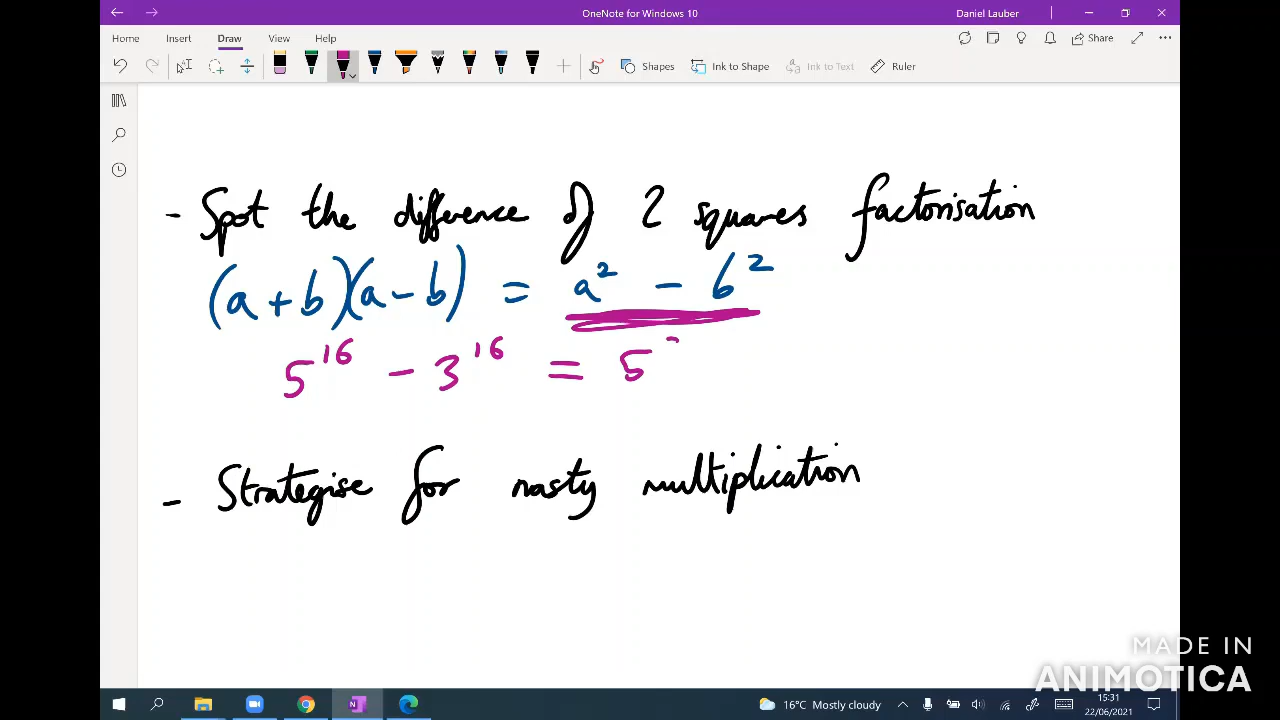 OneNote for Windows 10
Daniel Lauber
Home Insert Draw View Help
Share
Shapes Ink to Shape Ink to Text Ruler
- Spot the difference of 2 squares factorisation
(a+b)(a-b) = a² - b²
5¹⁶ - 3¹⁶ = 5
- Strategise for nasty multiplication
MADE IN
ANIMOTICA
16°C Mostly cloudy
15:31
22/06/2021